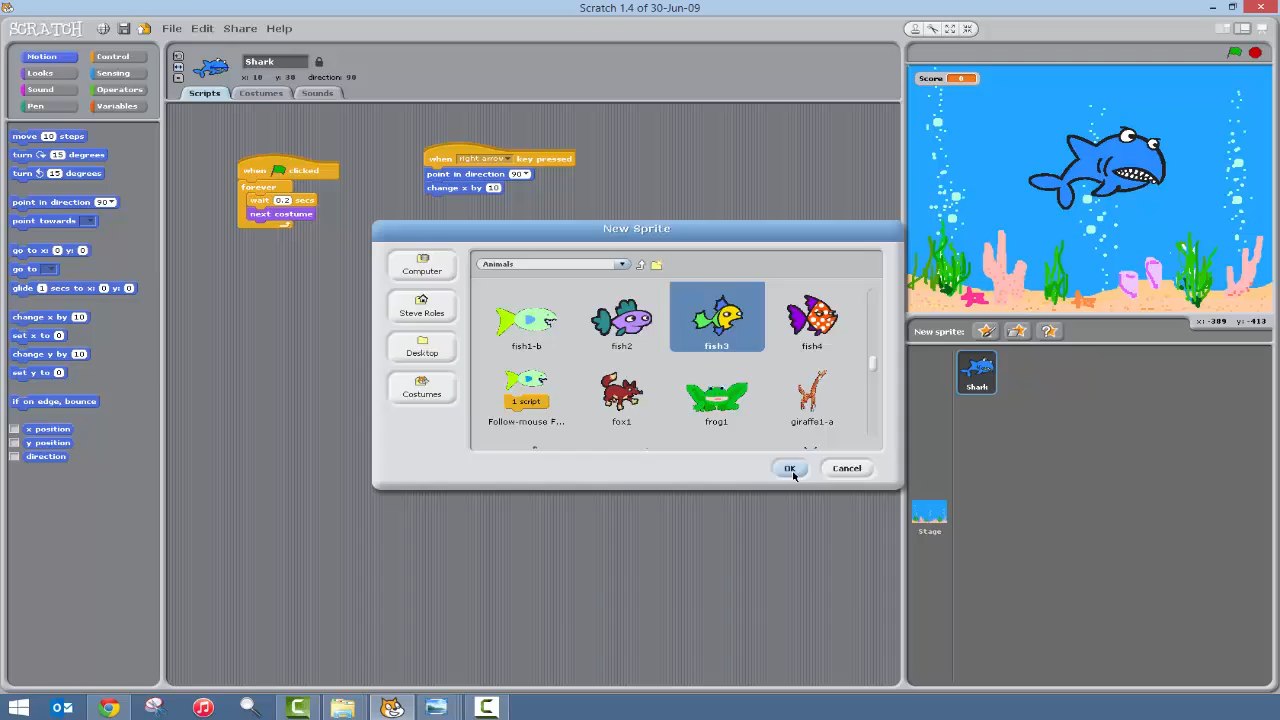 Scratch 1.4 of 30-Jun-09
SCRATCH
File Edit Share Help
Motion Control
Looks Sensing
Sound Operators
Pen Variables
Shark
x: 10 y: 30 direction: 90
Scripts Costumes Sounds
Score 0
move 10 steps
turn 15 degrees
turn 15 degrees
point in direction 90
point towards
go to x: 0 y: 0
go to
glide 1 secs to x: 0 y: 0
change x by 10
set x to 0
change y by 10
set y to 0
if on edge, bounce
x position
y position
direction
when clicked
forever
wait 0.2 secs
next costume
when right arrow key pressed
point in direction 90
change x by 10
New Sprite
Computer
Steve Roles
Desktop
Costumes
Animals
fish1-b fish2 fish3 fish4
1 script
Follow-mouse F... fox1 frog1 giraffe1-a
OK Cancel
x: -389 y: -413
New sprite:
Shark
Stage